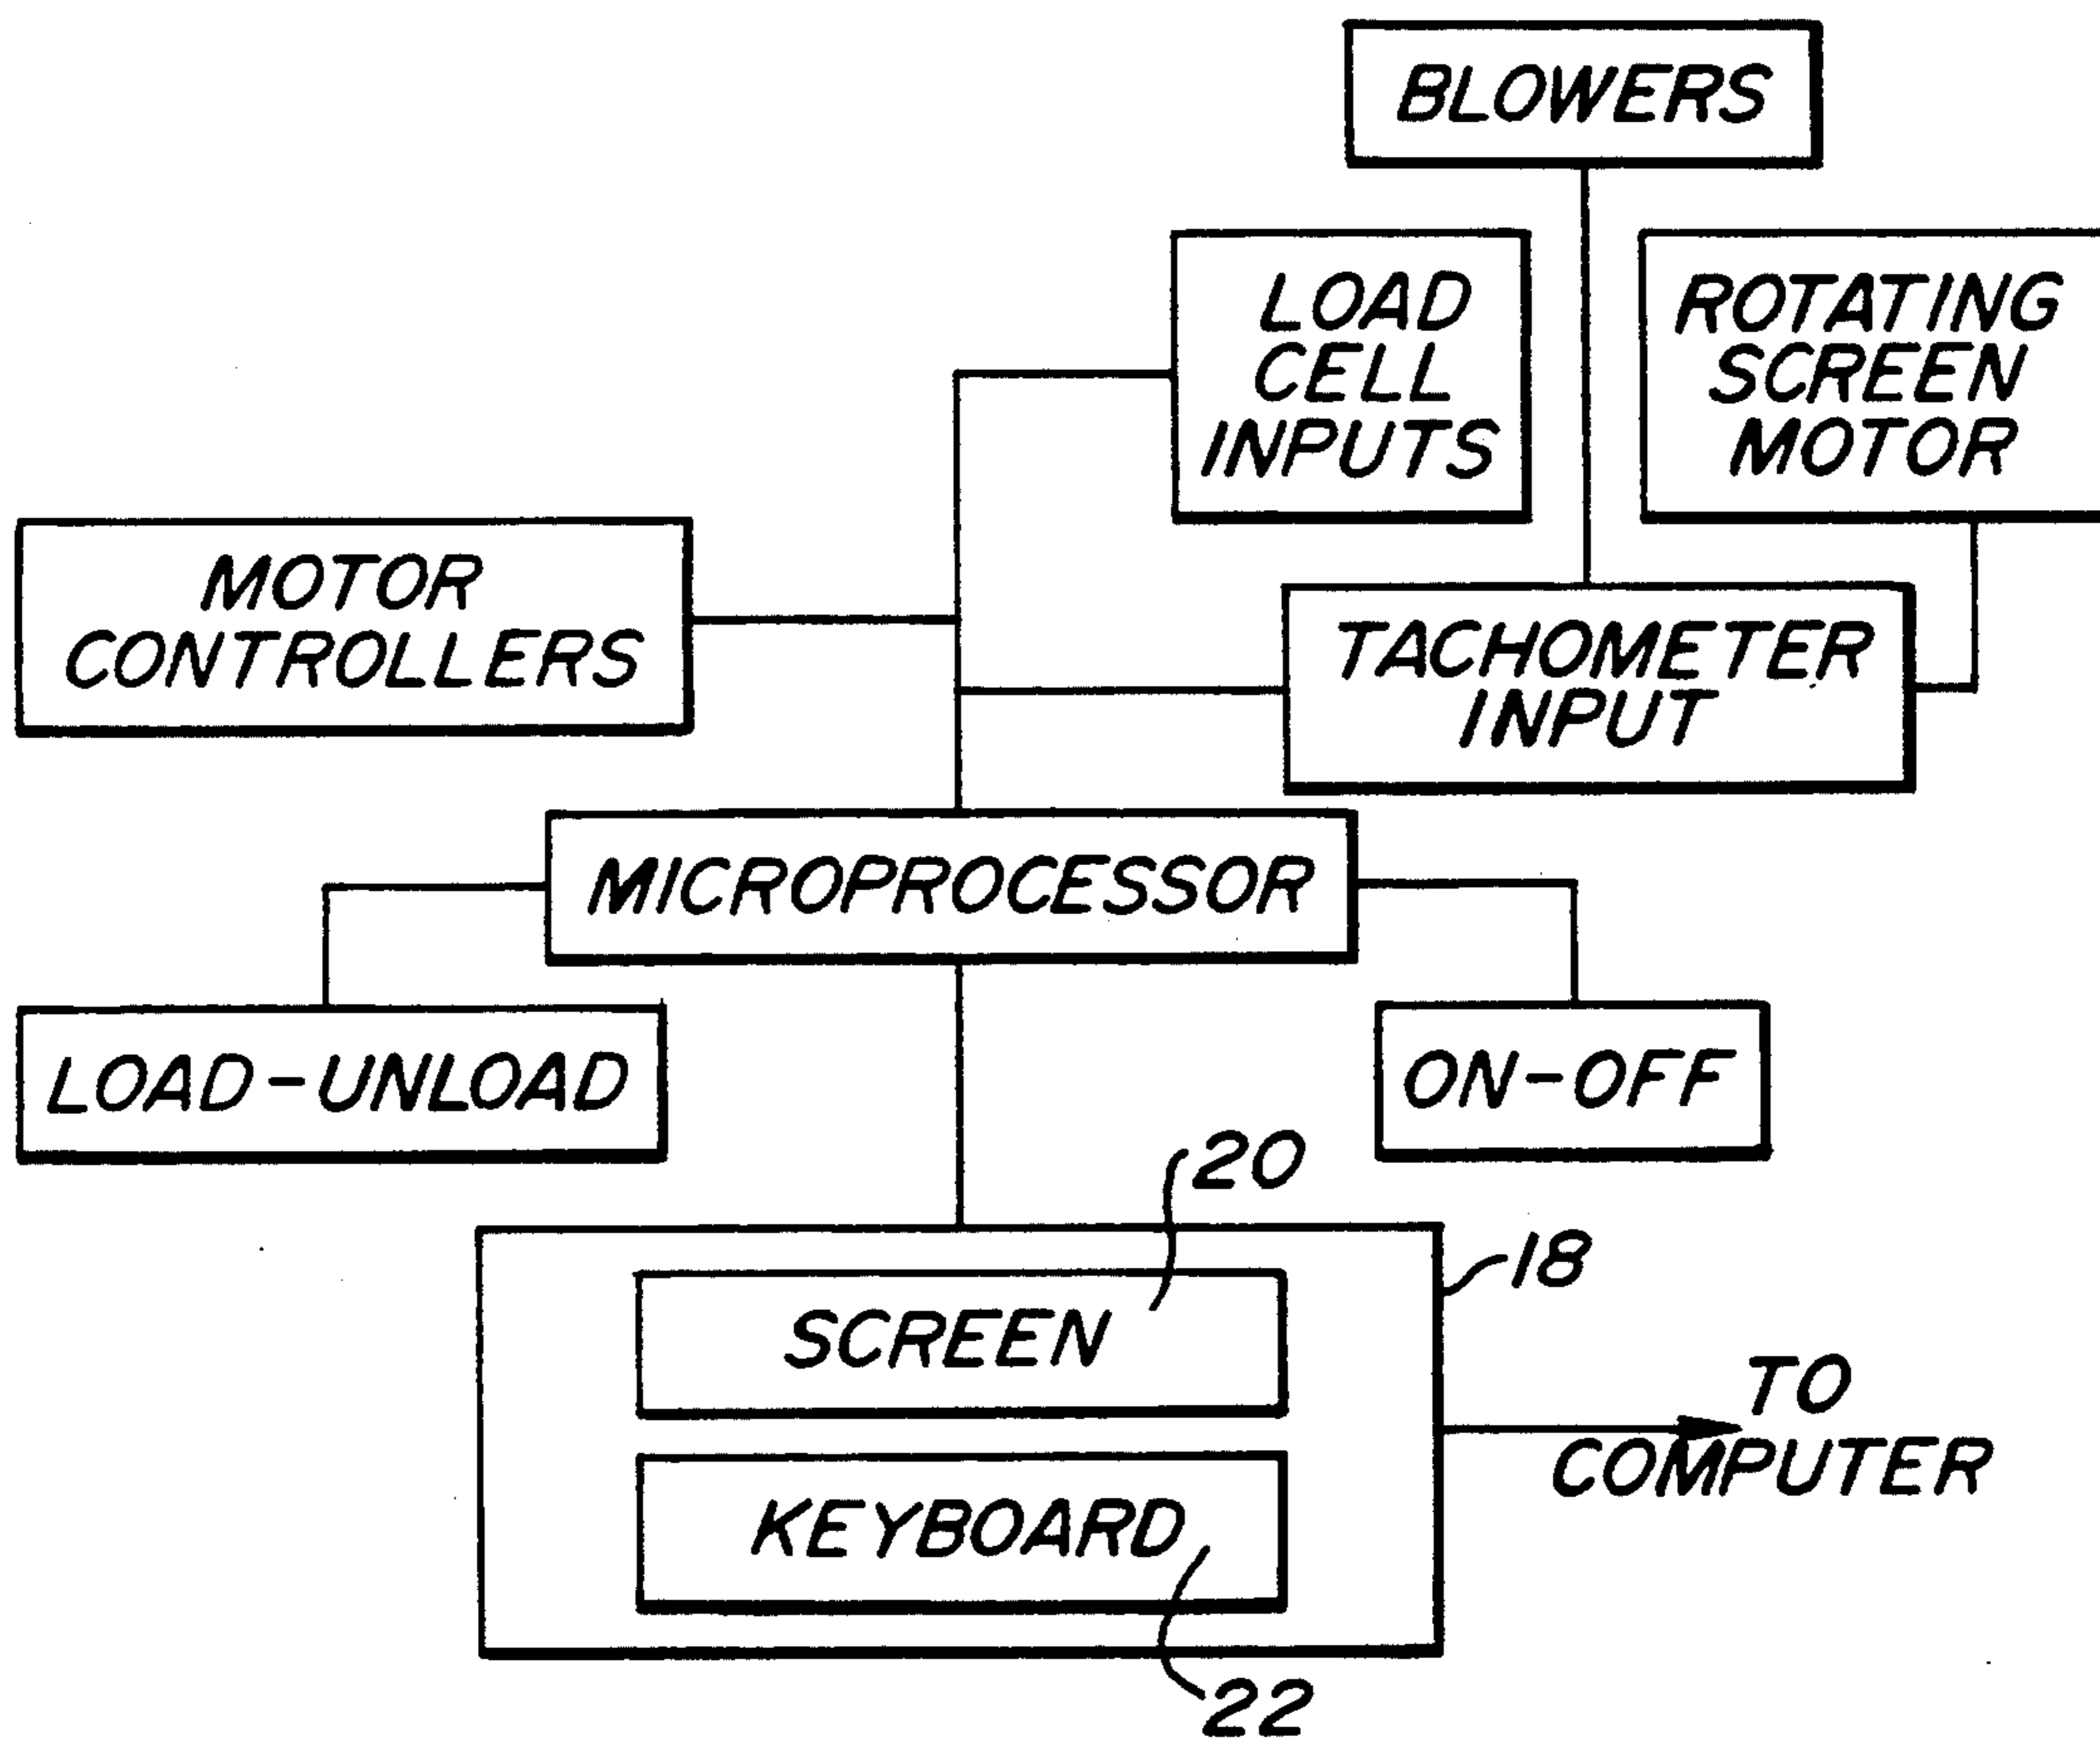 BLOWERS
LOAD
CELL
INPUTS
ROTATING
SCREEN
MOTOR
MOTOR
CONTROLLERS
TACHOMETER
INPUT
MICROPROCESSOR
LOAD-UNLOAD
ON-OFF
20
18
SCREEN
TO
COMPUTER
KEYBOARD
22